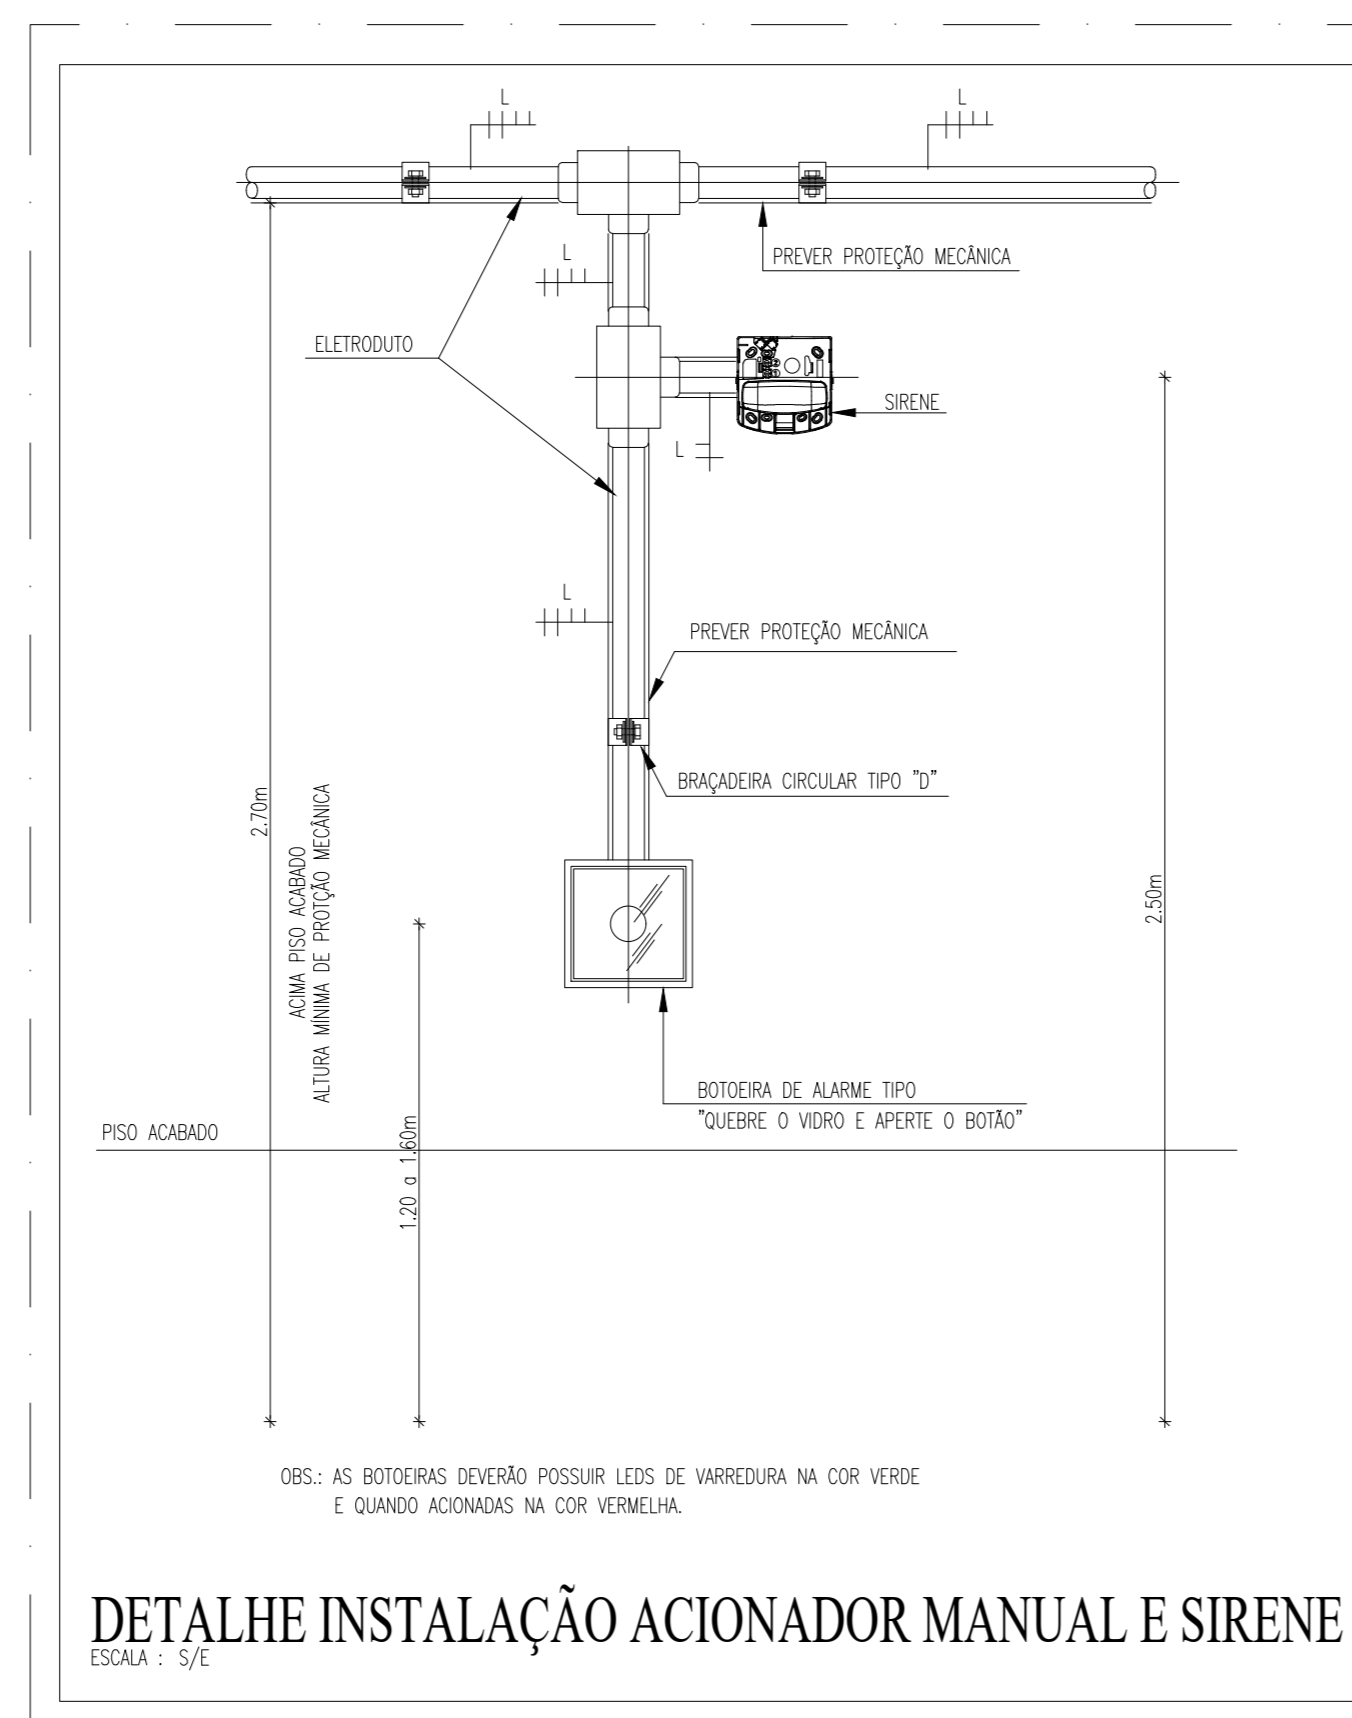 L
L
PREVER PROTEÇÃO MECÂNICA
L
ELETRODUTO
SIRENE
L
L
PREVER PROTEÇÃO MECÂNICA
BRAÇADEIRA CIRCULAR TIPO "D"
2.70m
ACIMA PISO ACABADO
ALTURA MÍNIMA DE PROTÇÃO MECÂNICA
2.50m
BOTOEIRA DE ALARME TIPO
"QUEBRE O VIDRO E APERTE O BOTÃO"
PISO ACABADO
1.20 a 1.60m
OBS.: AS BOTOEIRAS DEVERÃO POSSUIR LEDS DE VARREDURA NA COR VERDE
E QUANDO ACIONADAS NA COR VERMELHA.
DETALHE INSTALAÇÃO ACIONADOR MANUAL E SIRENE
ESCALA : S/E